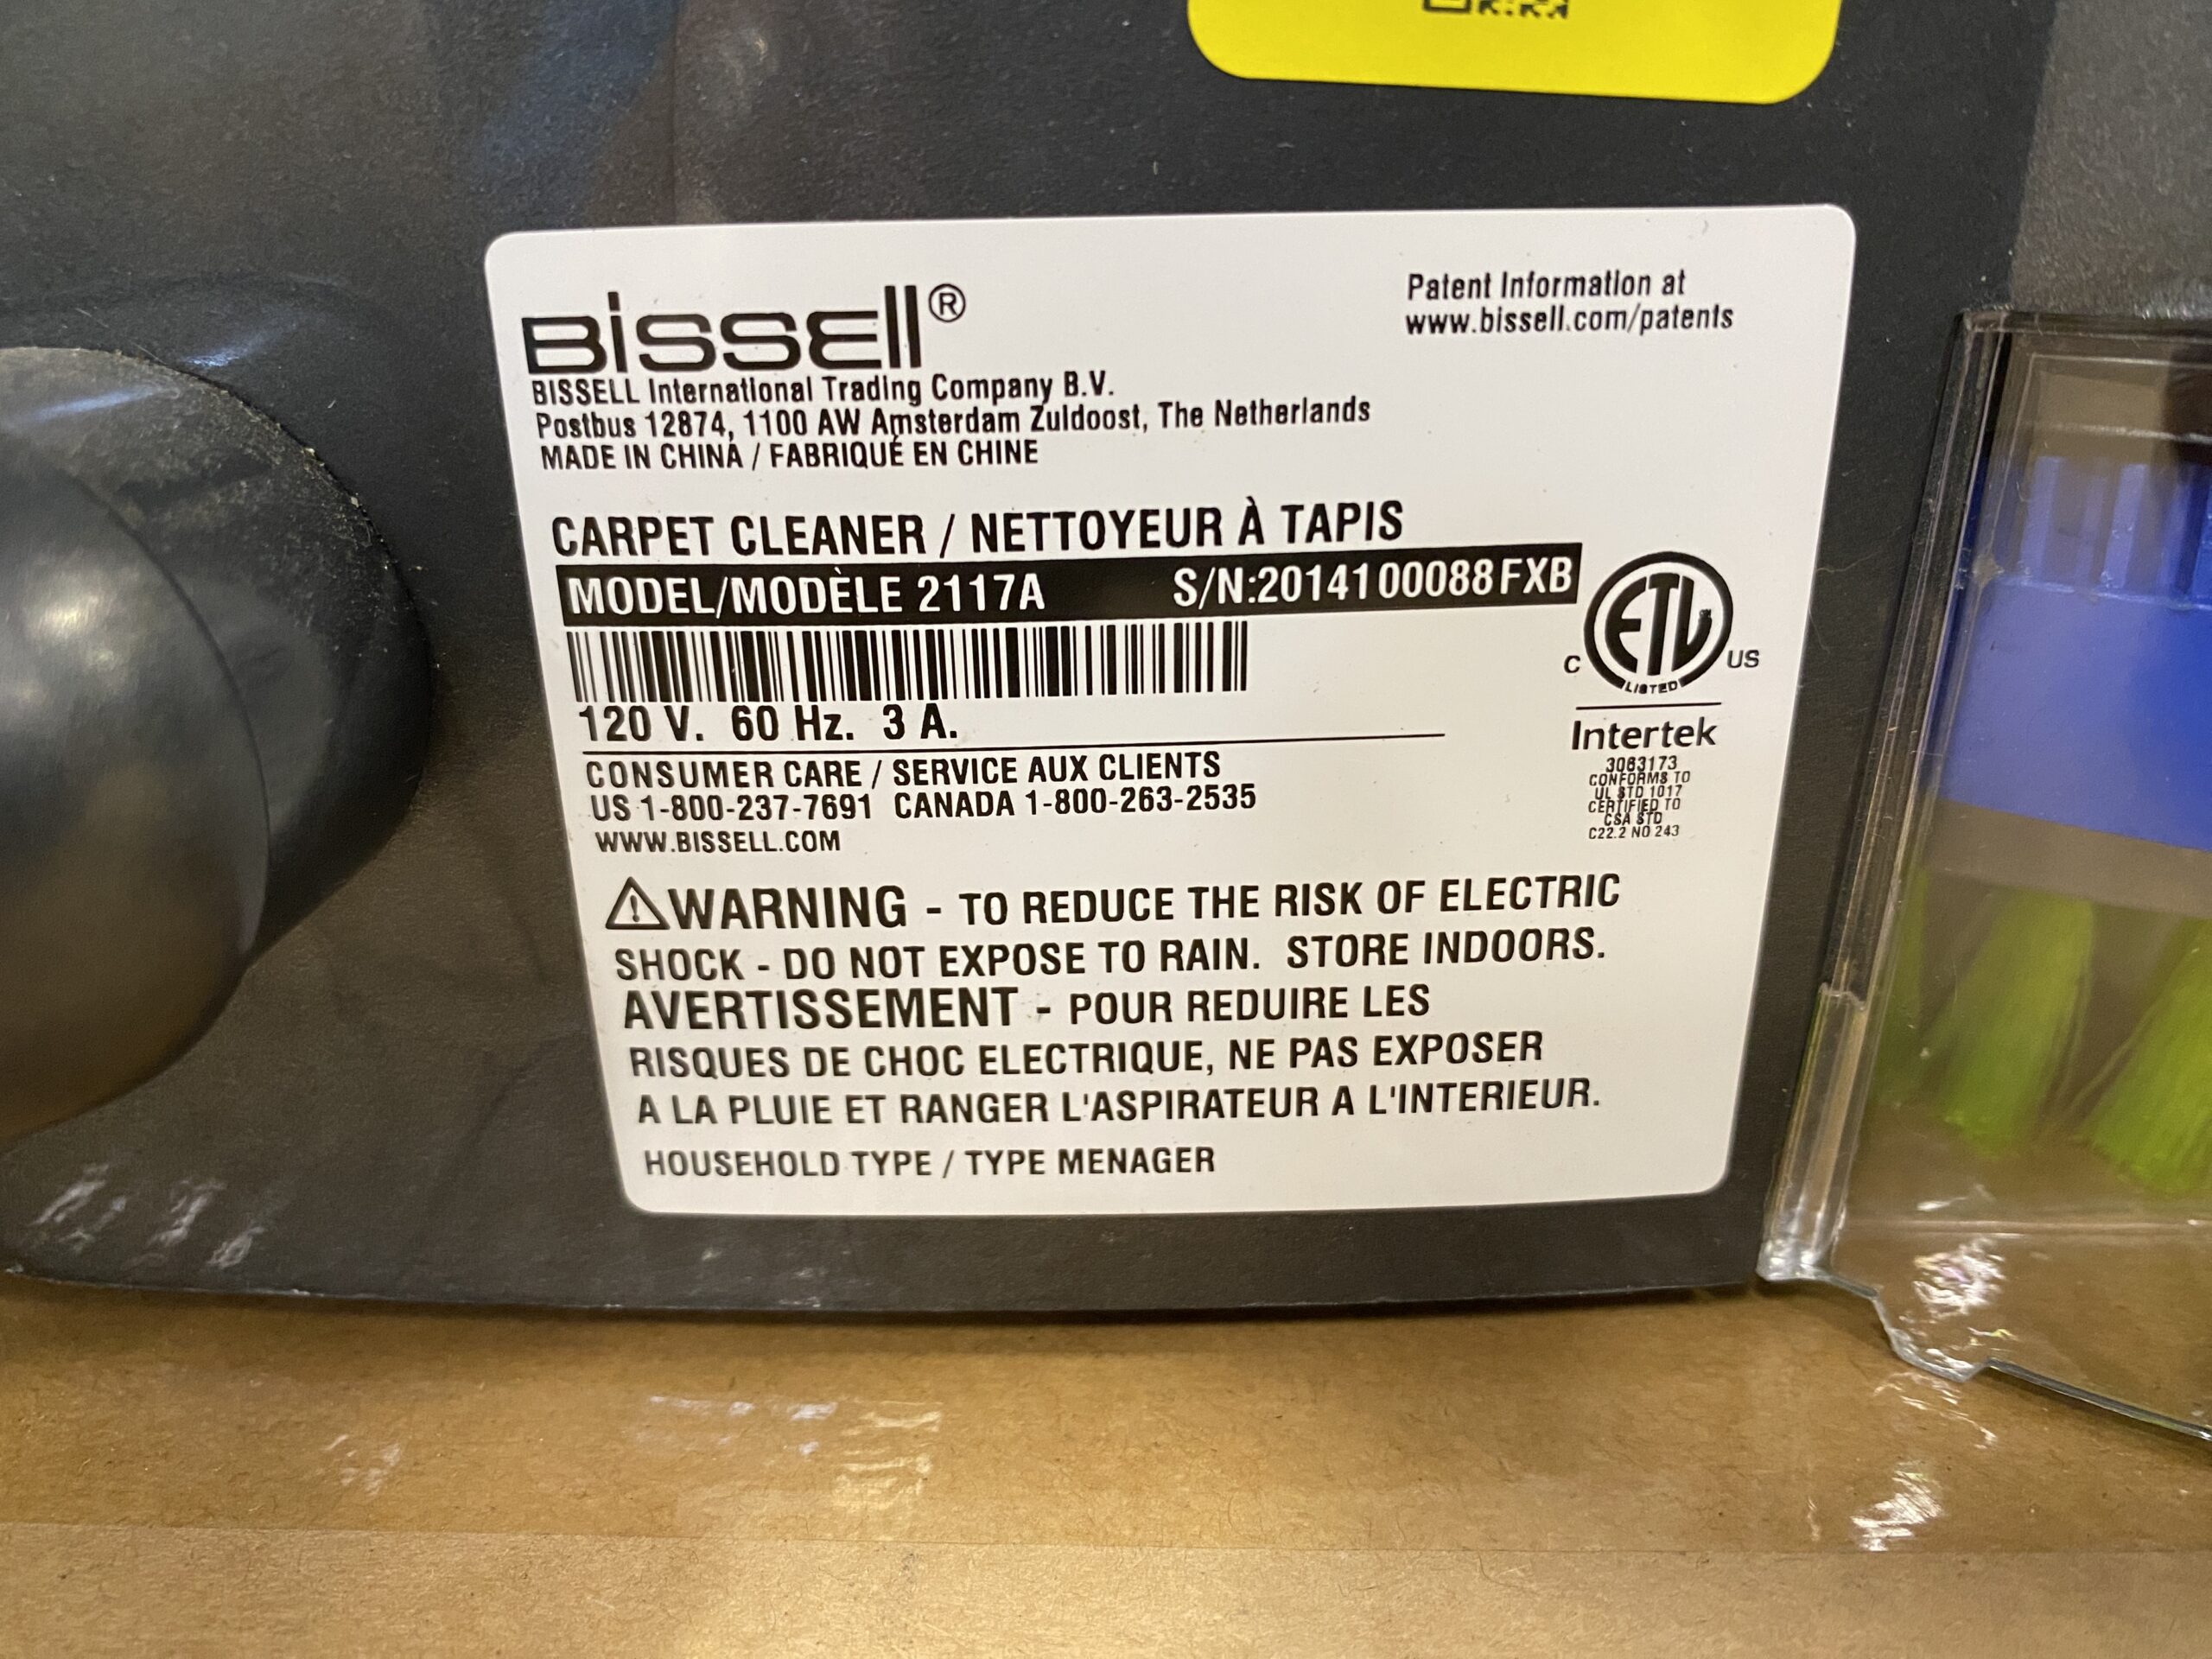 BISSELL®
Patent Information at
www.bissell.com/patents
BISSELL International Trading Company B.V.
Postbus 12874, 1100 AW Amsterdam Zuldoost, The Netherlands
MADE IN CHINA / FABRIQUÉ EN CHINE
CARPET CLEANER / NETTOYEUR À TAPIS
MODEL/MODÈLE 2117A S/N:2014100088FXB
ETL
C US
LISTED
Intertek
3063173
CONFORMS TO
UL STD 1017
CERTIFIED TO
CSA STD
C22.2 NO 243
120 V. 60 Hz. 3 A.
CONSUMER CARE / SERVICE AUX CLIENTS
US 1-800-237-7691 CANADA 1-800-263-2535
WWW.BISSELL.COM
WARNING - TO REDUCE THE RISK OF ELECTRIC
SHOCK - DO NOT EXPOSE TO RAIN. STORE INDOORS.
AVERTISSEMENT - POUR REDUIRE LES
RISQUES DE CHOC ELECTRIQUE, NE PAS EXPOSER
A LA PLUIE ET RANGER L'ASPIRATEUR A L'INTERIEUR.
HOUSEHOLD TYPE / TYPE MENAGER